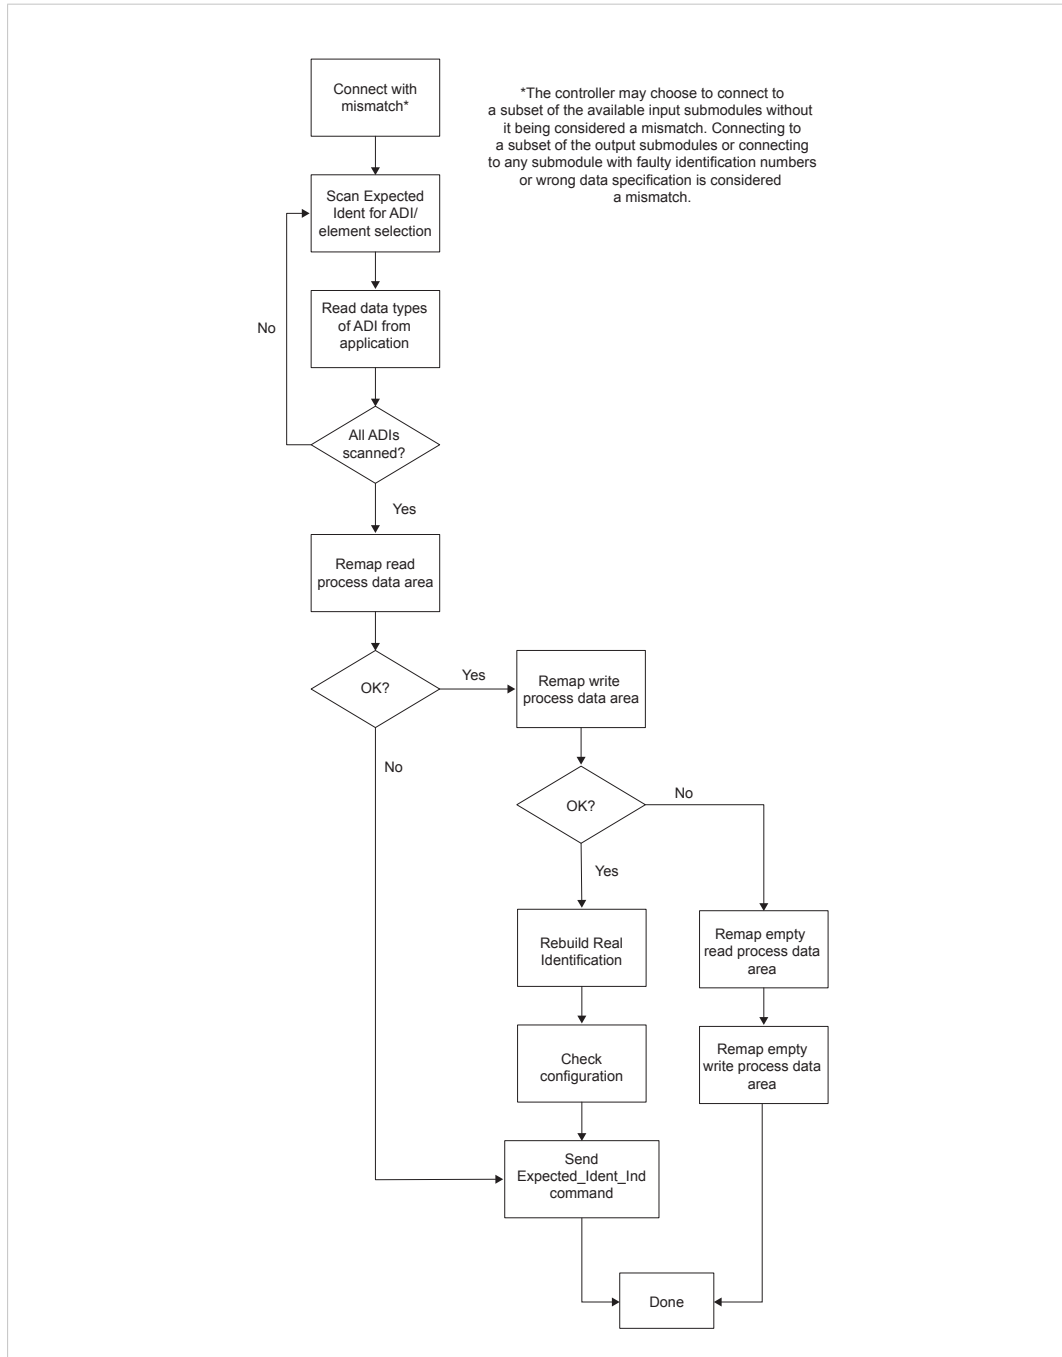 Connect with
mismatch*
*The controller may choose to connect to
a subset of the available input submodules without
it being considered a mismatch. Connecting to
a subset of the output submodules or connecting
to any submodule with faulty identification numbers
or wrong data specification is considered
a mismatch.
Scan Expected
Ident for ADI/
element selection
Read data types
of ADI from
application
No
All ADIs
scanned?
Yes
Remap read
process data area
OK?
Yes
Remap write
process data area
No
OK?
No
Yes
Rebuild Real
Identification
Remap empty
read process data
area
Check
configuration
Remap empty
write process data
area
Send
Expected_Ident_Ind
command
Done